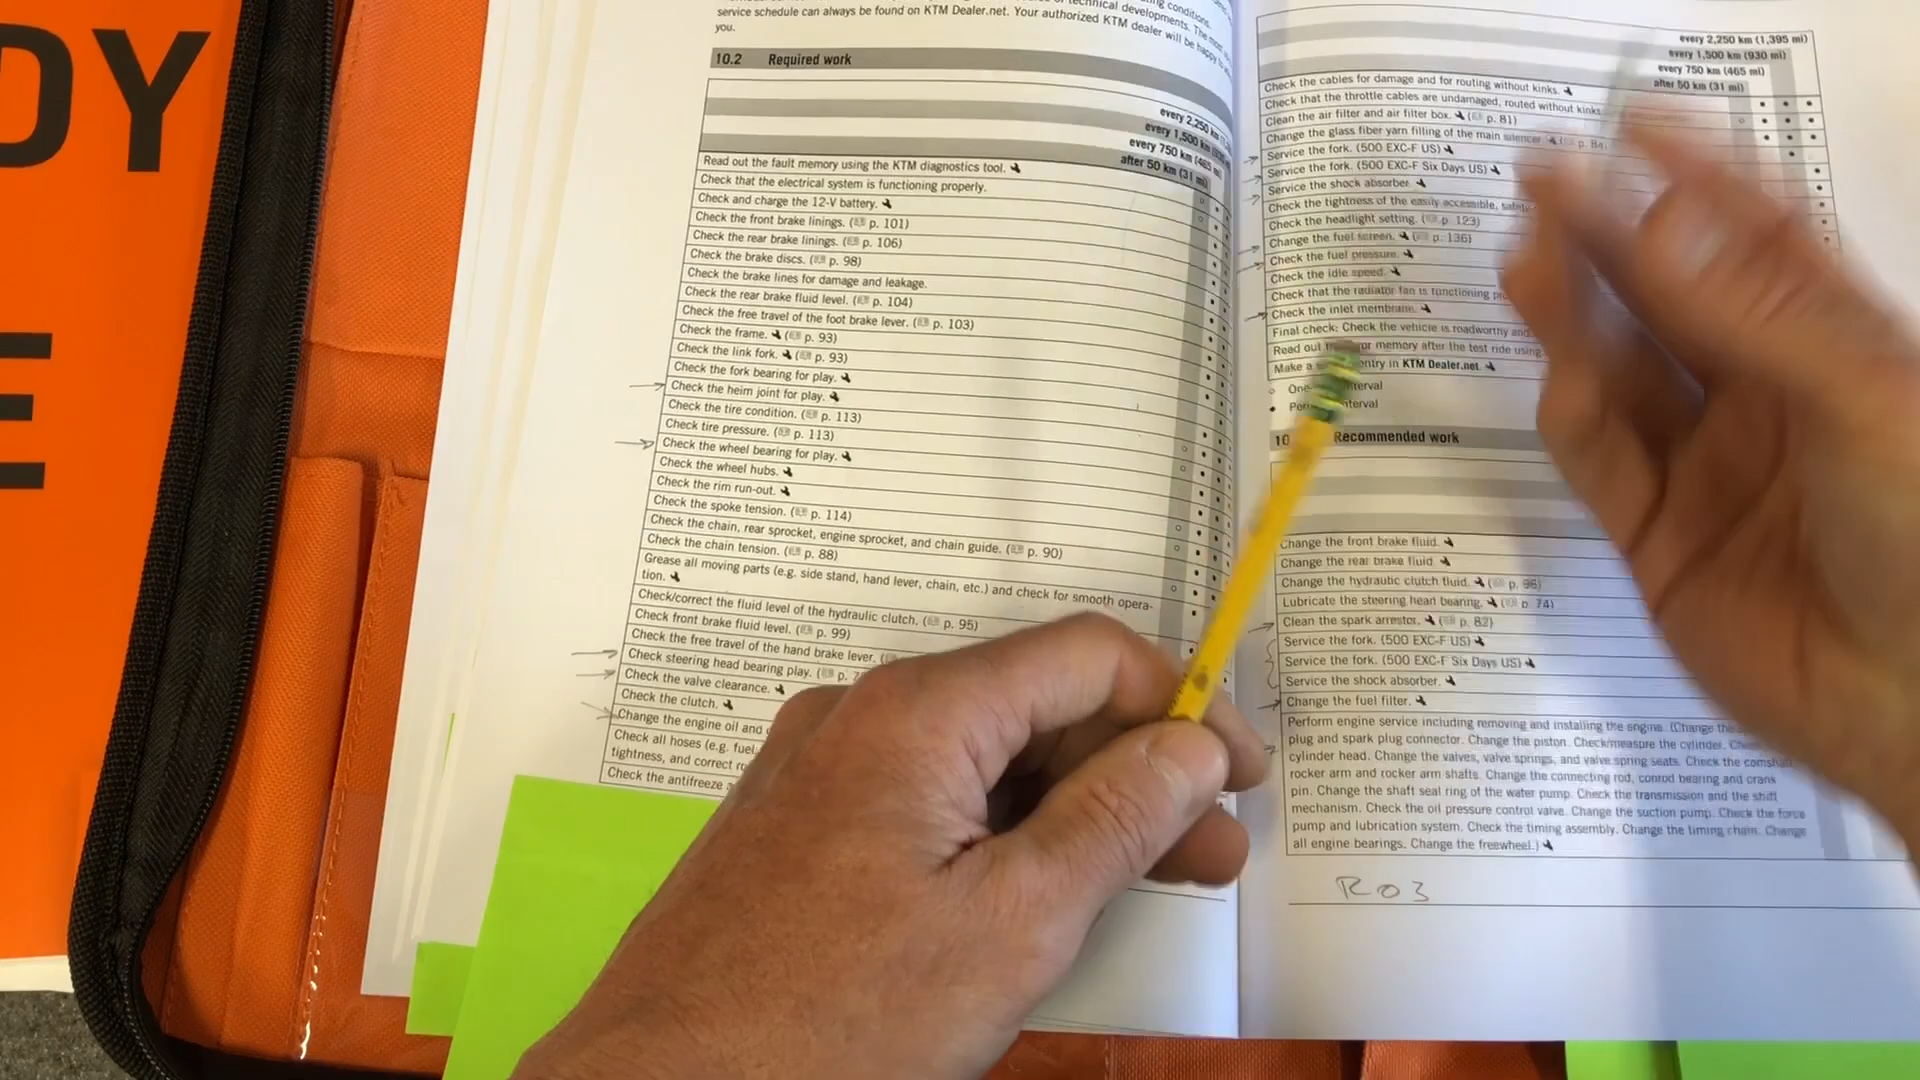 DY
E
ing conditions.
technical developments. The
service schedule can always be found on KTM Dealer.net. Your authorized KTM dealer will be happy to
you.
10.2 Required work
every 2,250
every 1,500
every 750 km (465 mi)
after 50 km (31 mi)
Read out the fault memory using the KTM diagnostics tool.
Check that the electrical system is functioning properly.
Check and charge the 12-V battery.
Check the front brake linings. ( p. 101)
Check the rear brake linings. ( p. 106)
Check the brake discs. ( p. 98)
Check the brake lines for damage and leakage.
Check the rear brake fluid level. ( p. 104)
Check the free travel of the foot brake lever. ( p. 103)
Check the frame. ( p. 93)
Check the link fork. ( p. 93)
Check the fork bearing for play.
Check the heim joint for play.
Check the tire condition. ( p. 113)
Check tire pressure. ( p. 113)
Check the wheel bearing for play.
Check the wheel hubs.
Check the rim run-out.
Check the spoke tension. ( p. 114)
Check the chain, rear sprocket, engine sprocket, and chain guide. ( p. 90)
Check the chain tension. ( p. 88)
Grease all moving parts (e.g. side stand, hand lever, chain, etc.) and check for smooth opera-
tion.
Check/correct the fluid level of the hydraulic clutch. ( p. 95)
Check front brake fluid level. ( p. 99)
Check the free travel of the hand brake lever. (
Check steering head bearing play. ( p. 7
Check the valve clearance.
Check the clutch.
Change the engine oil and
Check all hoses (e.g. fuel,
tightness, and correct
Check the antifreeze
every 2,250 km (1,395 mi)
every 1,500 km (930 mi)
every 750 km (465 mi)
after 50 km (31 mi)
Check the cables for damage and for routing without kinks.
Check that the throttle cables are undamaged, routed without kinks
Clean the air filter and air filter box. ( p. 81)
Change the glass fiber yarn filling of the main silencer. ( p. 84)
Service the fork. (500 EXC-F US)
Service the fork. (500 EXC-F Six Days US)
Service the shock absorber.
Check the tightness of the easily accessible,
Check the headlight setting. ( p. 123)
Change the fuel screen. ( p. 136)
Check the fuel pressure.
Check the idle speed.
Check that the radiator fan is functioning
Check the inlet membrane.
Final check: Check the vehicle is roadworthy and
Read out memory after the test ride using
Make a entry in KTM Dealer.net.
○ One interval
● interval
10 Recommended work
Change the front brake fluid.
Change the rear brake fluid.
Change the hydraulic clutch fluid. ( p. 96)
Lubricate the steering head bearing. ( p. 74)
Clean the spark arrestor. ( p. 82)
Service the fork. (500 EXC-F US)
Service the fork. (500 EXC-F Six Days US)
Service the shock absorber.
Change the fuel filter.
Perform engine service including removing and installing the engine. (Change the
plug and spark plug connector. Change the piston. Check/measure the cylinder.
cylinder head. Change the valves, valve springs, and valve spring seats. Check the camshaft,
rocker arm and rocker arm shafts. Change the connecting rod, conrod bearing and crank
pin. Change the shaft seal ring of the water pump. Check the transmission and the shift
mechanism. Check the oil pressure control valve. Change the suction pump. Check the force
pump and lubrication system. Check the timing assembly. Change the timing chain. Change
all engine bearings. Change the freewheel.)
R03